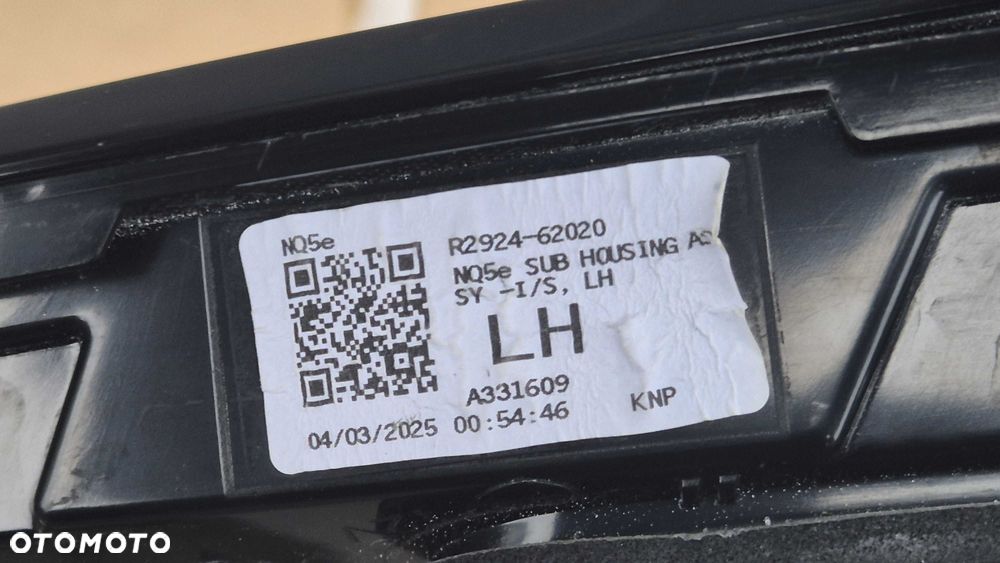 NQ5e
R2924-62020
NQ5e SUB HOUSING AS
SY -I/S, LH
LH
A331609
04/03/2025 00:54:46
KNP
OTOMOTO